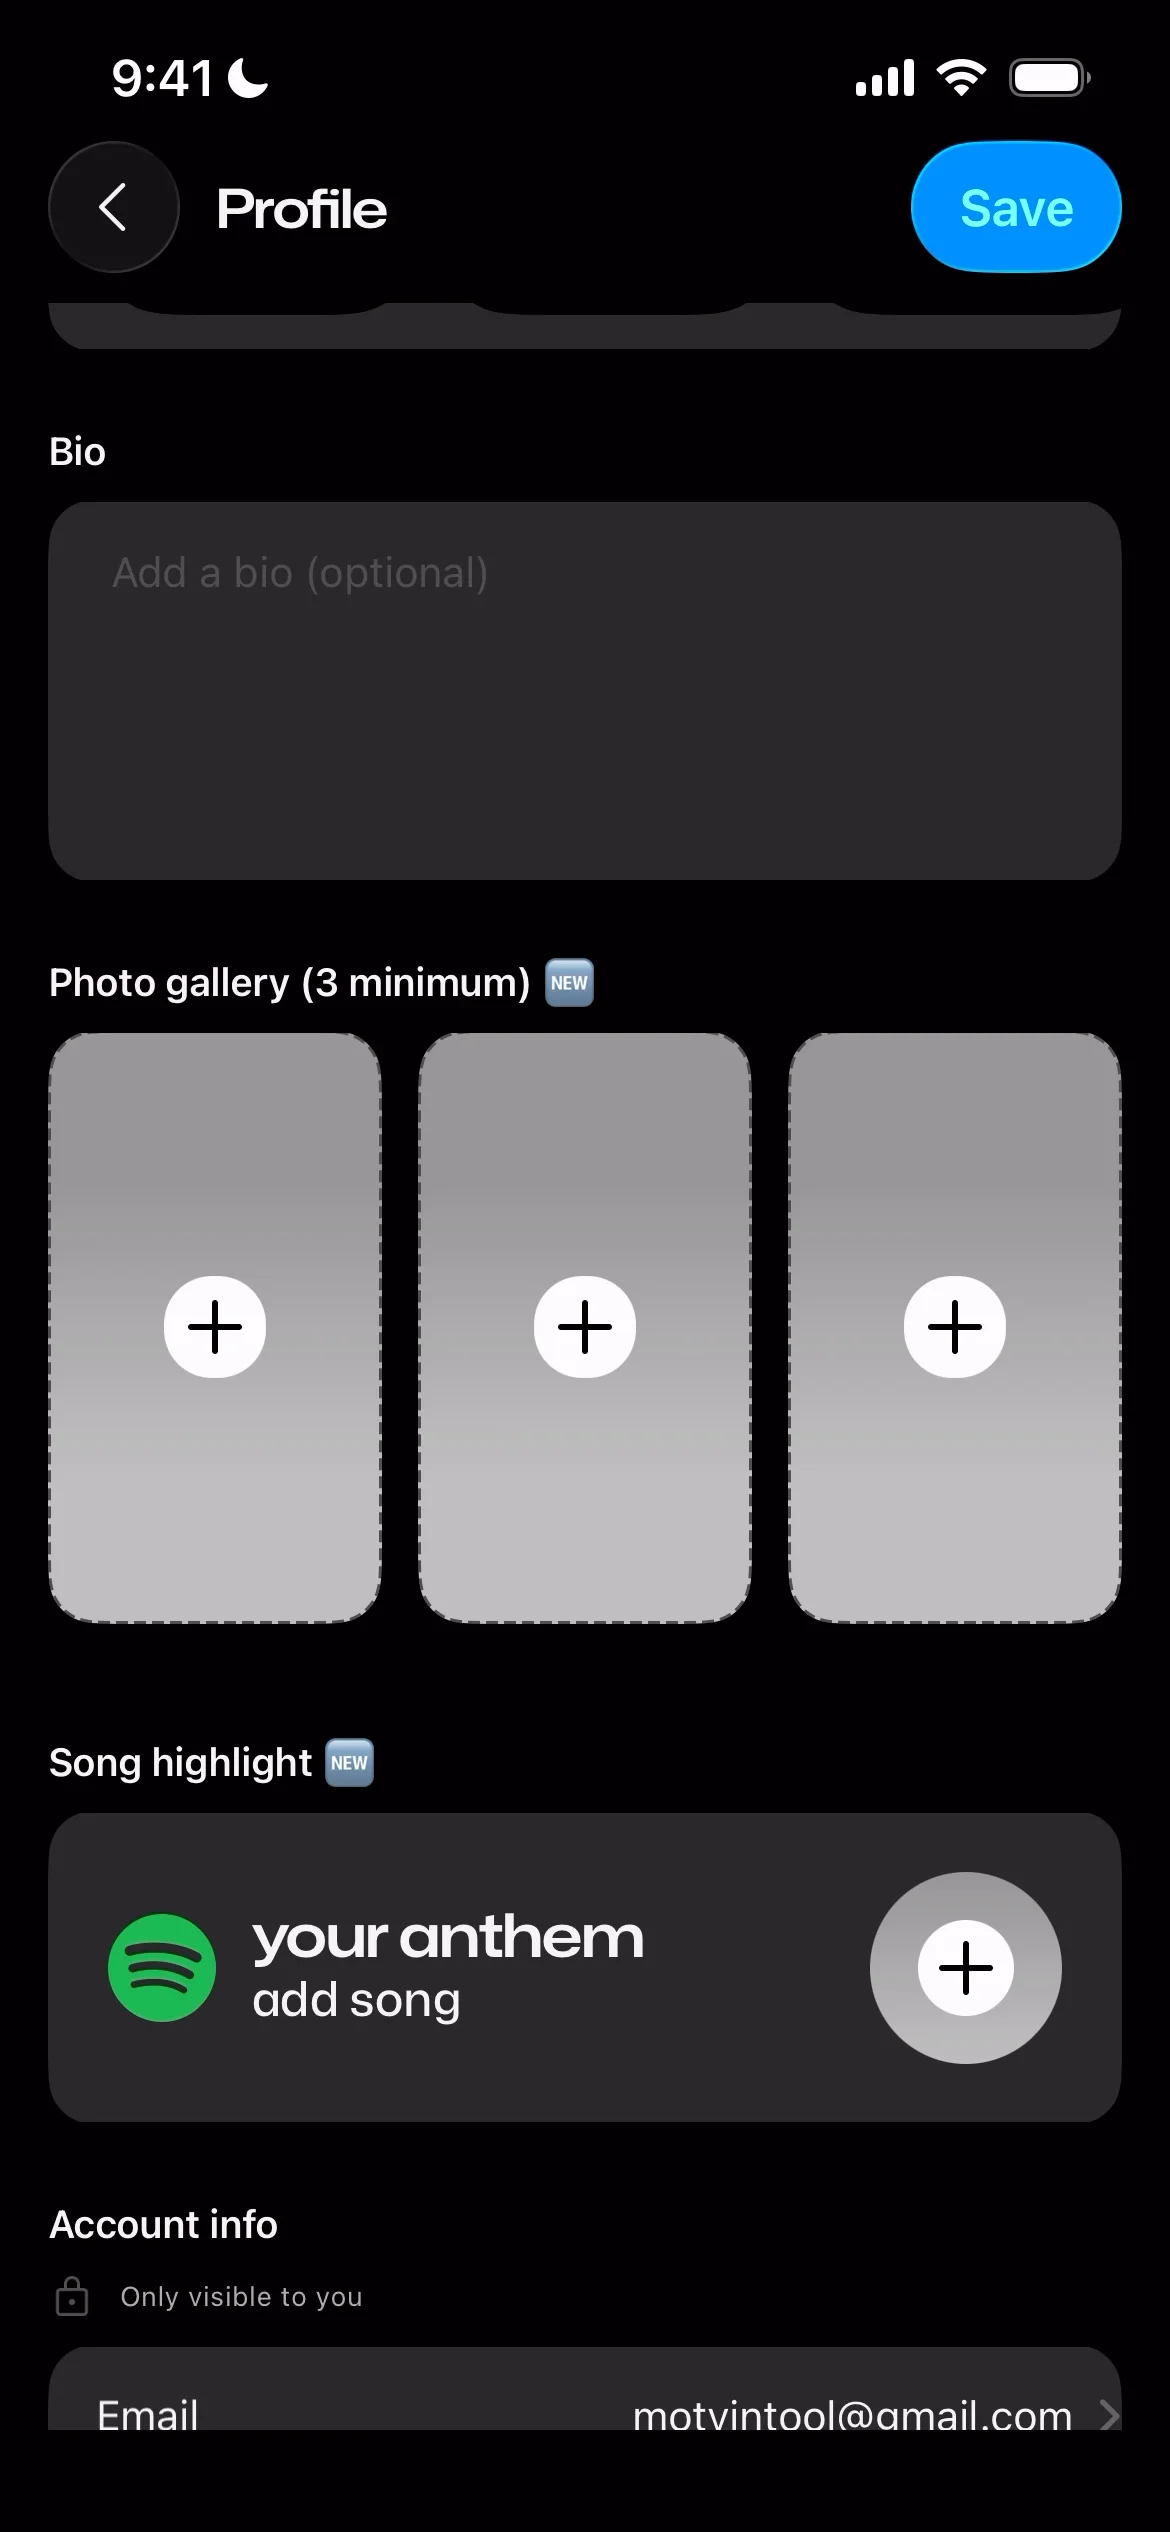 9:41
Profile
Save
Bio
Add a bio (optional)
Photo gallery (3 minimum) NEW
Song highlight NEW
your anthem
add song
Account info
Only visible to you
Email motvintool@gmail.com